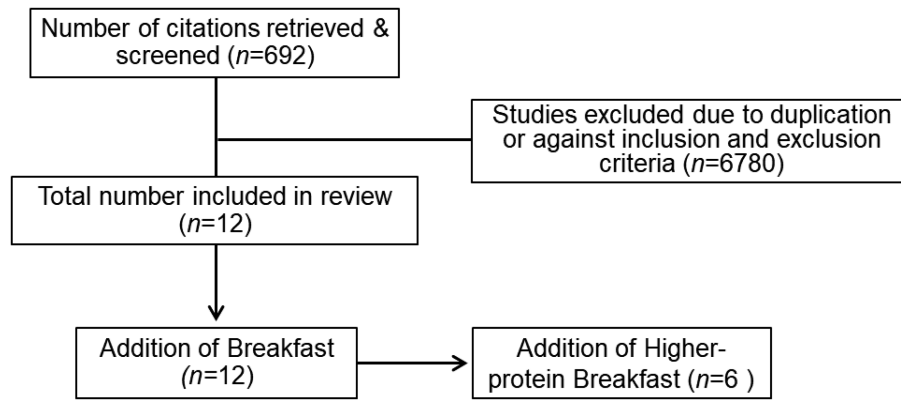 Number of citations retrieved &
screened (n=692)
Studies excluded due to duplication
or against inclusion and exclusion
criteria (n=6780)
Total number included in review
(n=12)
Addition of Breakfast
(n=12)
Addition of Higher-
protein Breakfast (n=6 )